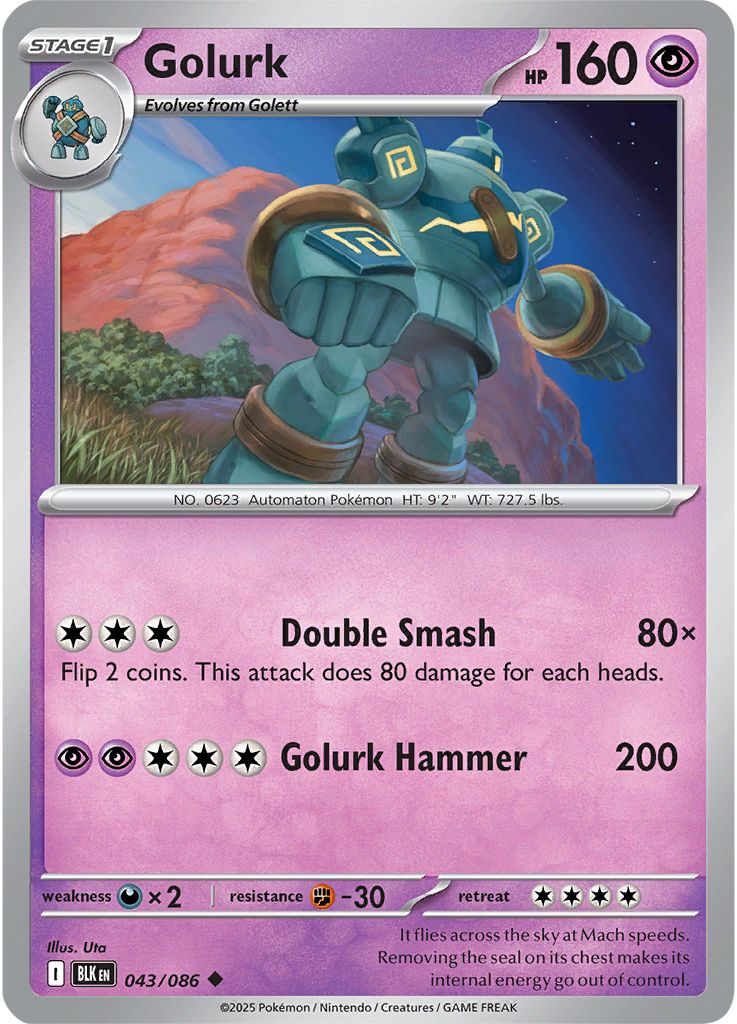 STAGE1
Golurk
HP 160
Evolves from Golett
NO. 0623 Automaton Pokémon HT: 9'2" WT: 727.5 lbs.
Double Smash 80×
Flip 2 coins. This attack does 80 damage for each heads.
Golurk Hammer 200
weakness ×2 resistance -30 retreat
Illus. Uta
It flies across the sky at Mach speeds.
Removing the seal on its chest makes its
internal energy go out of control.
I BLK EN 043/086
©2025 Pokémon / Nintendo / Creatures / GAME FREAK